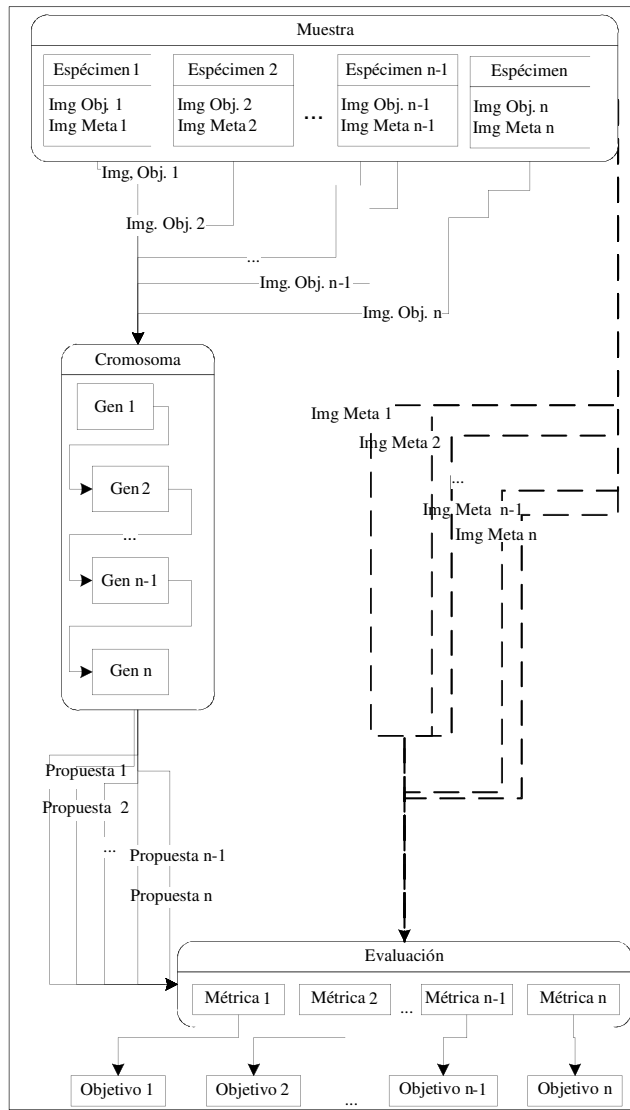 Muestra
Espécimen 1
Espécimen 2
Espécimen n-1
Espécimen
Img Obj. 1
Img Meta 1
Img Obj. 2
Img Meta 2
...
Img Obj. n-1
Img Meta n-1
Img Obj. n
Img Meta n
Img, Obj. 1
Img. Obj. 2
...
Img. Obj. n-1
Img. Obj. n
Cromosoma
Gen 1
Gen 2
...
Gen n-1
Gen n
Img Meta 1
Img Meta 2
...
Img Meta n-1
Img Meta n
Propuesta 1
Propuesta 2
...
Propuesta n-1
Propuesta n
Evaluación
Métrica 1
Métrica 2
...
Métrica n-1
Métrica n
Objetivo 1
Objetivo 2
...
Objetivo n-1
Objetivo n